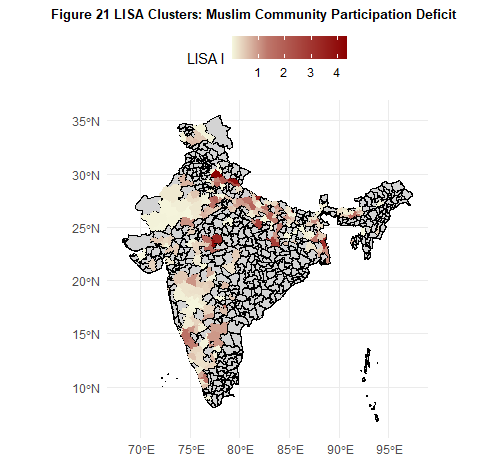 Figure 21 LISA Clusters: Muslim Community Participation Deficit
LISA I
1 2 3 4
35°N
30°N
25°N
20°N
15°N
10°N
70°E 75°E 80°E 85°E 90°E 95°E